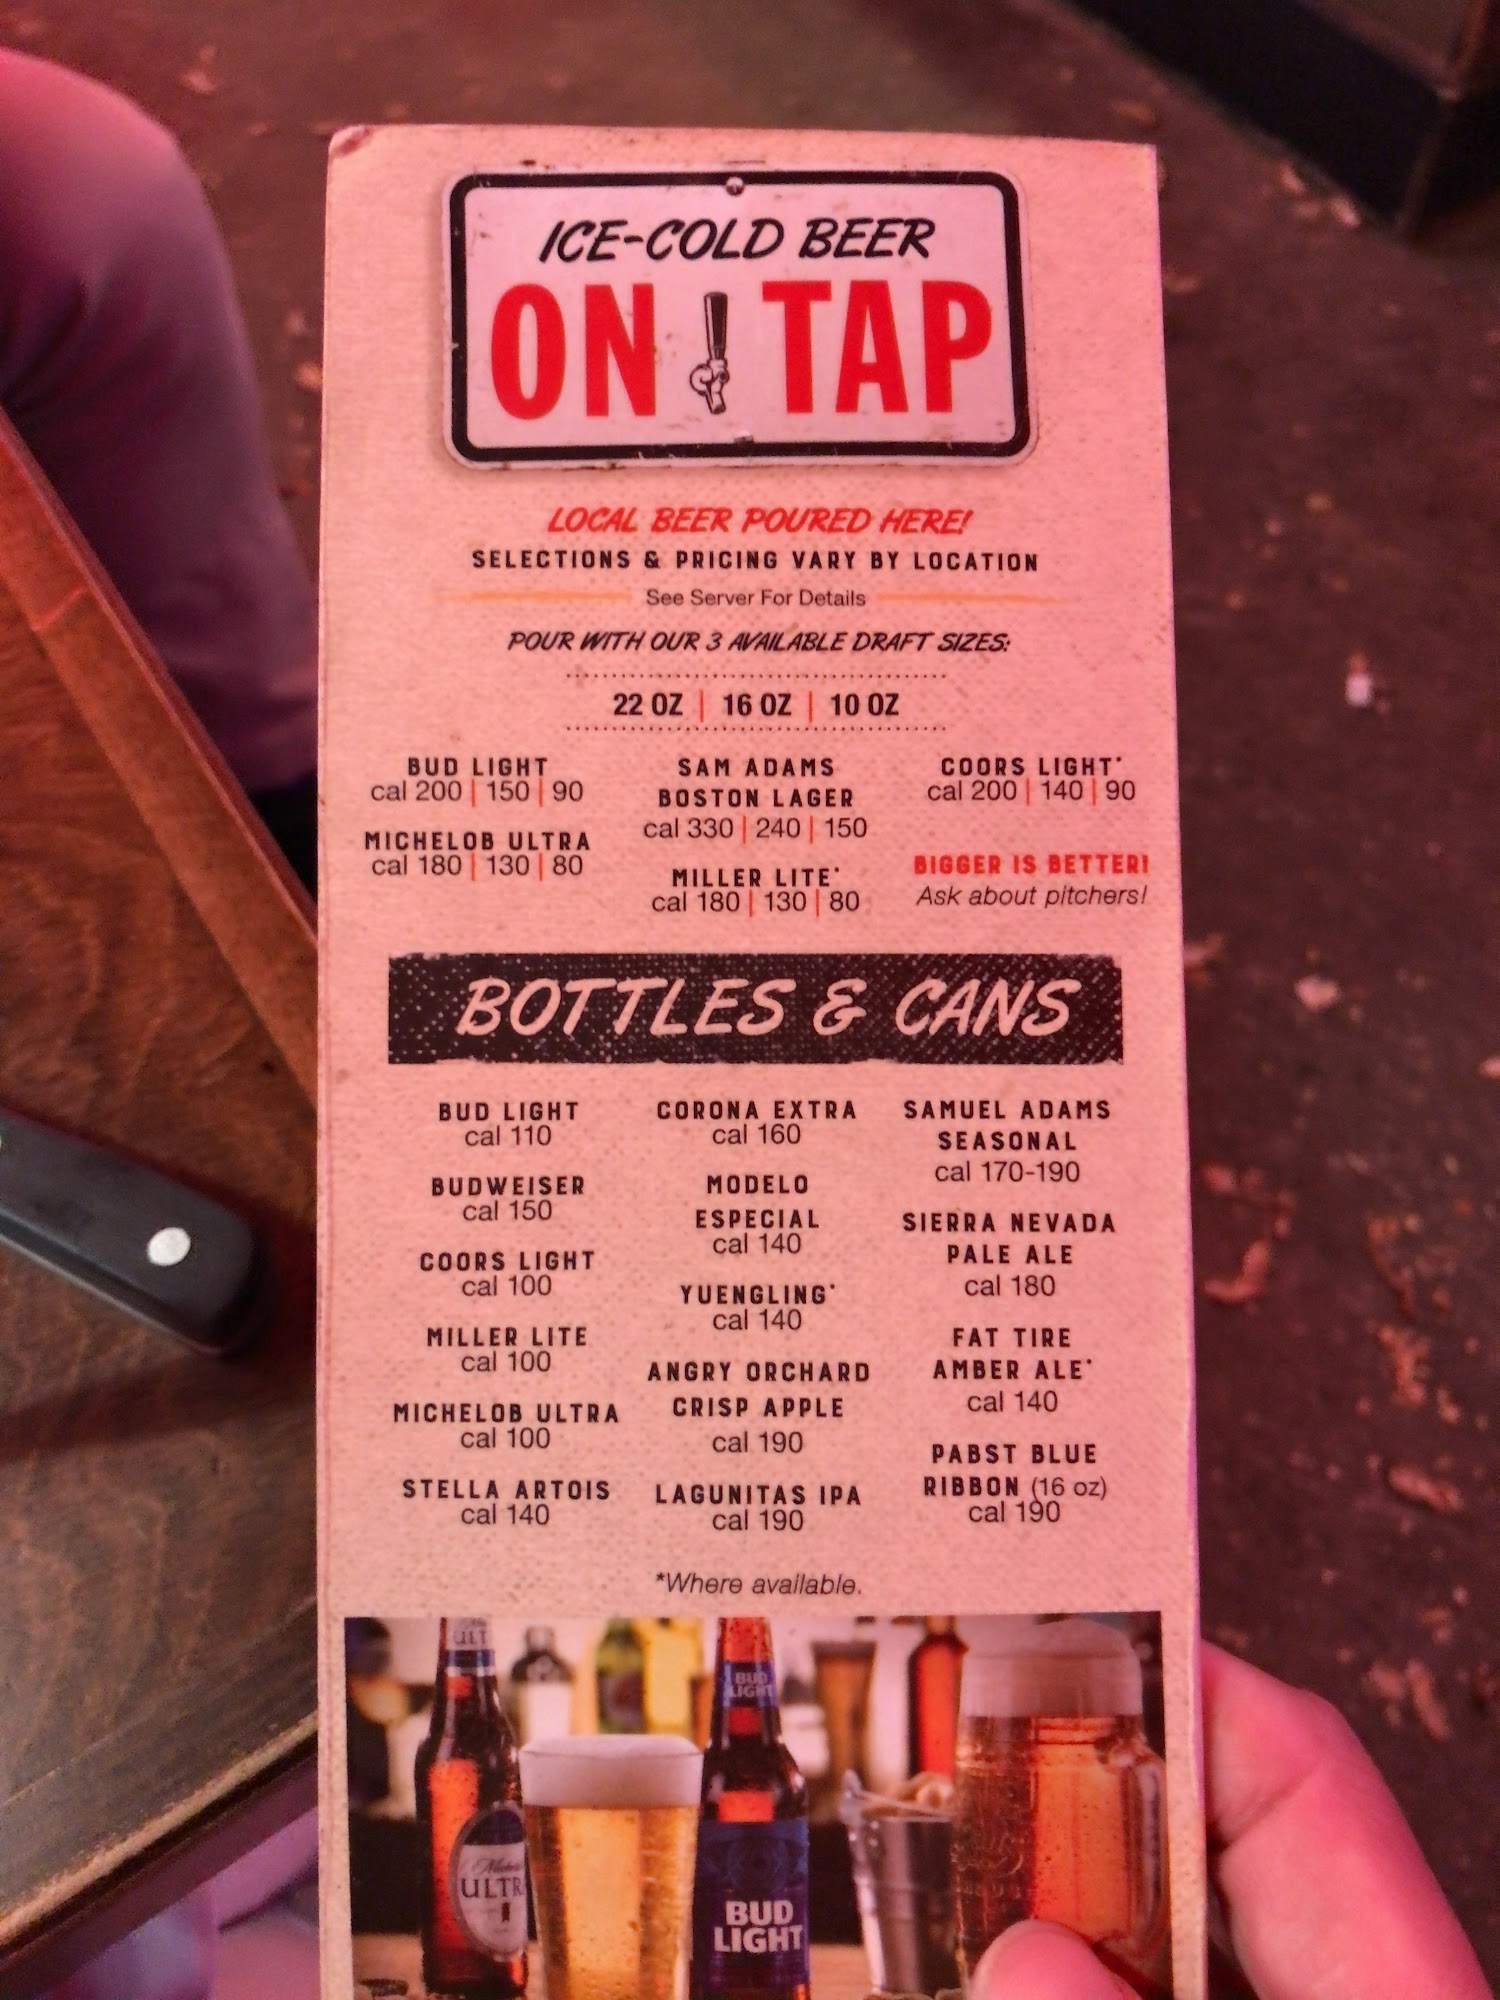 ICE-COLD BEER
ON TAP
LOCAL BEER POURED HERE!
SELECTIONS & PRICING VARY BY LOCATION
See Server For Details
POUR WITH OUR 3 AVAILABLE DRAFT SIZES:
22 OZ | 16 OZ | 10 OZ
BUD LIGHT
cal 200 | 150 | 90
MICHELOB ULTRA
cal 180 | 130 | 80
SAM ADAMS
BOSTON LAGER
cal 330 | 240 | 150
MILLER LITE*
cal 180 | 130 | 80
COORS LIGHT*
cal 200 | 140 | 90
BIGGER IS BETTER!
Ask about pitchers!
BOTTLES & CANS
BUD LIGHT
cal 110
BUDWEISER
cal 150
COORS LIGHT
cal 100
MILLER LITE
cal 100
MICHELOB ULTRA
cal 100
STELLA ARTOIS
cal 140
CORONA EXTRA
cal 160
MODELO
ESPECIAL
cal 140
YUENGLING*
cal 140
ANGRY ORCHARD
CRISP APPLE
cal 190
LAGUNITAS IPA
cal 190
SAMUEL ADAMS
SEASONAL
cal 170-190
SIERRA NEVADA
PALE ALE
cal 180
FAT TIRE
AMBER ALE*
cal 140
PABST BLUE
RIBBON (16 oz)
cal 190
*Where available.
ULT
BUD
LIGHT
ULTR
BUD
LIGHT